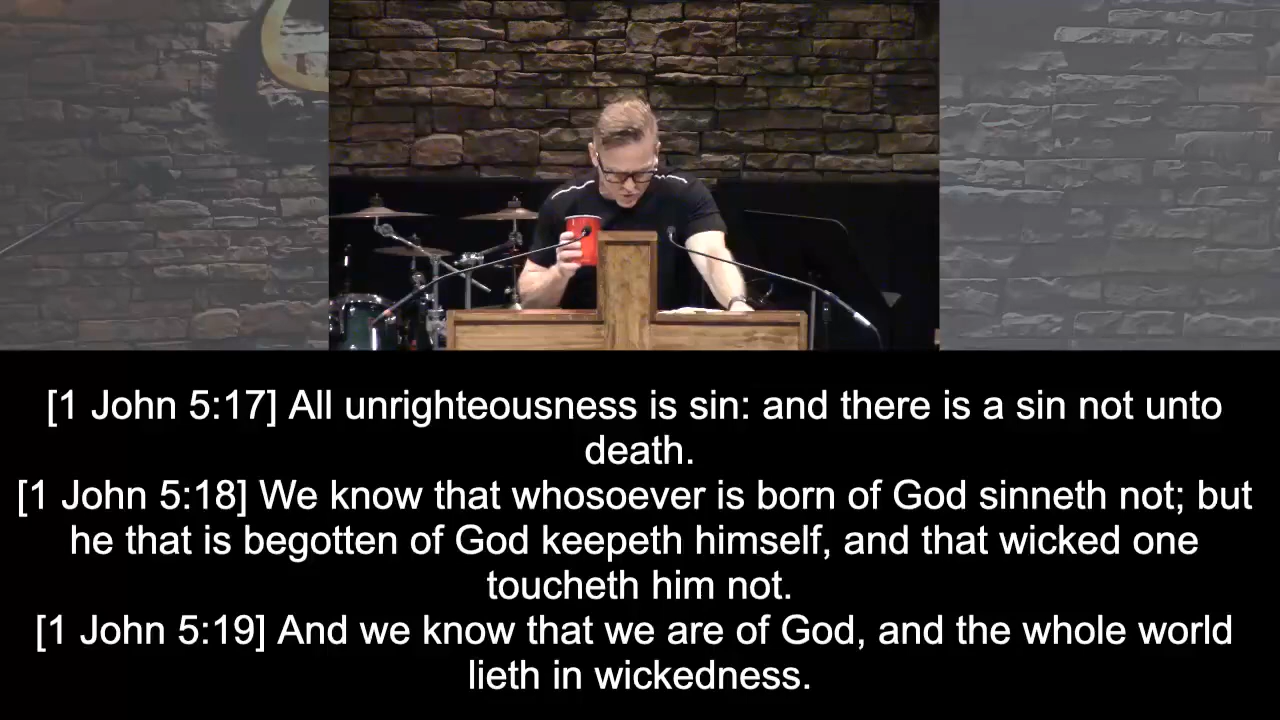 [1 John 5:17] All unrighteousness is sin: and there is a sin not unto
death.
[1 John 5:18] We know that whosoever is born of God sinneth not; but
he that is begotten of God keepeth himself, and that wicked one
toucheth him not.
[1 John 5:19] And we know that we are of God, and the whole world
lieth in wickedness.